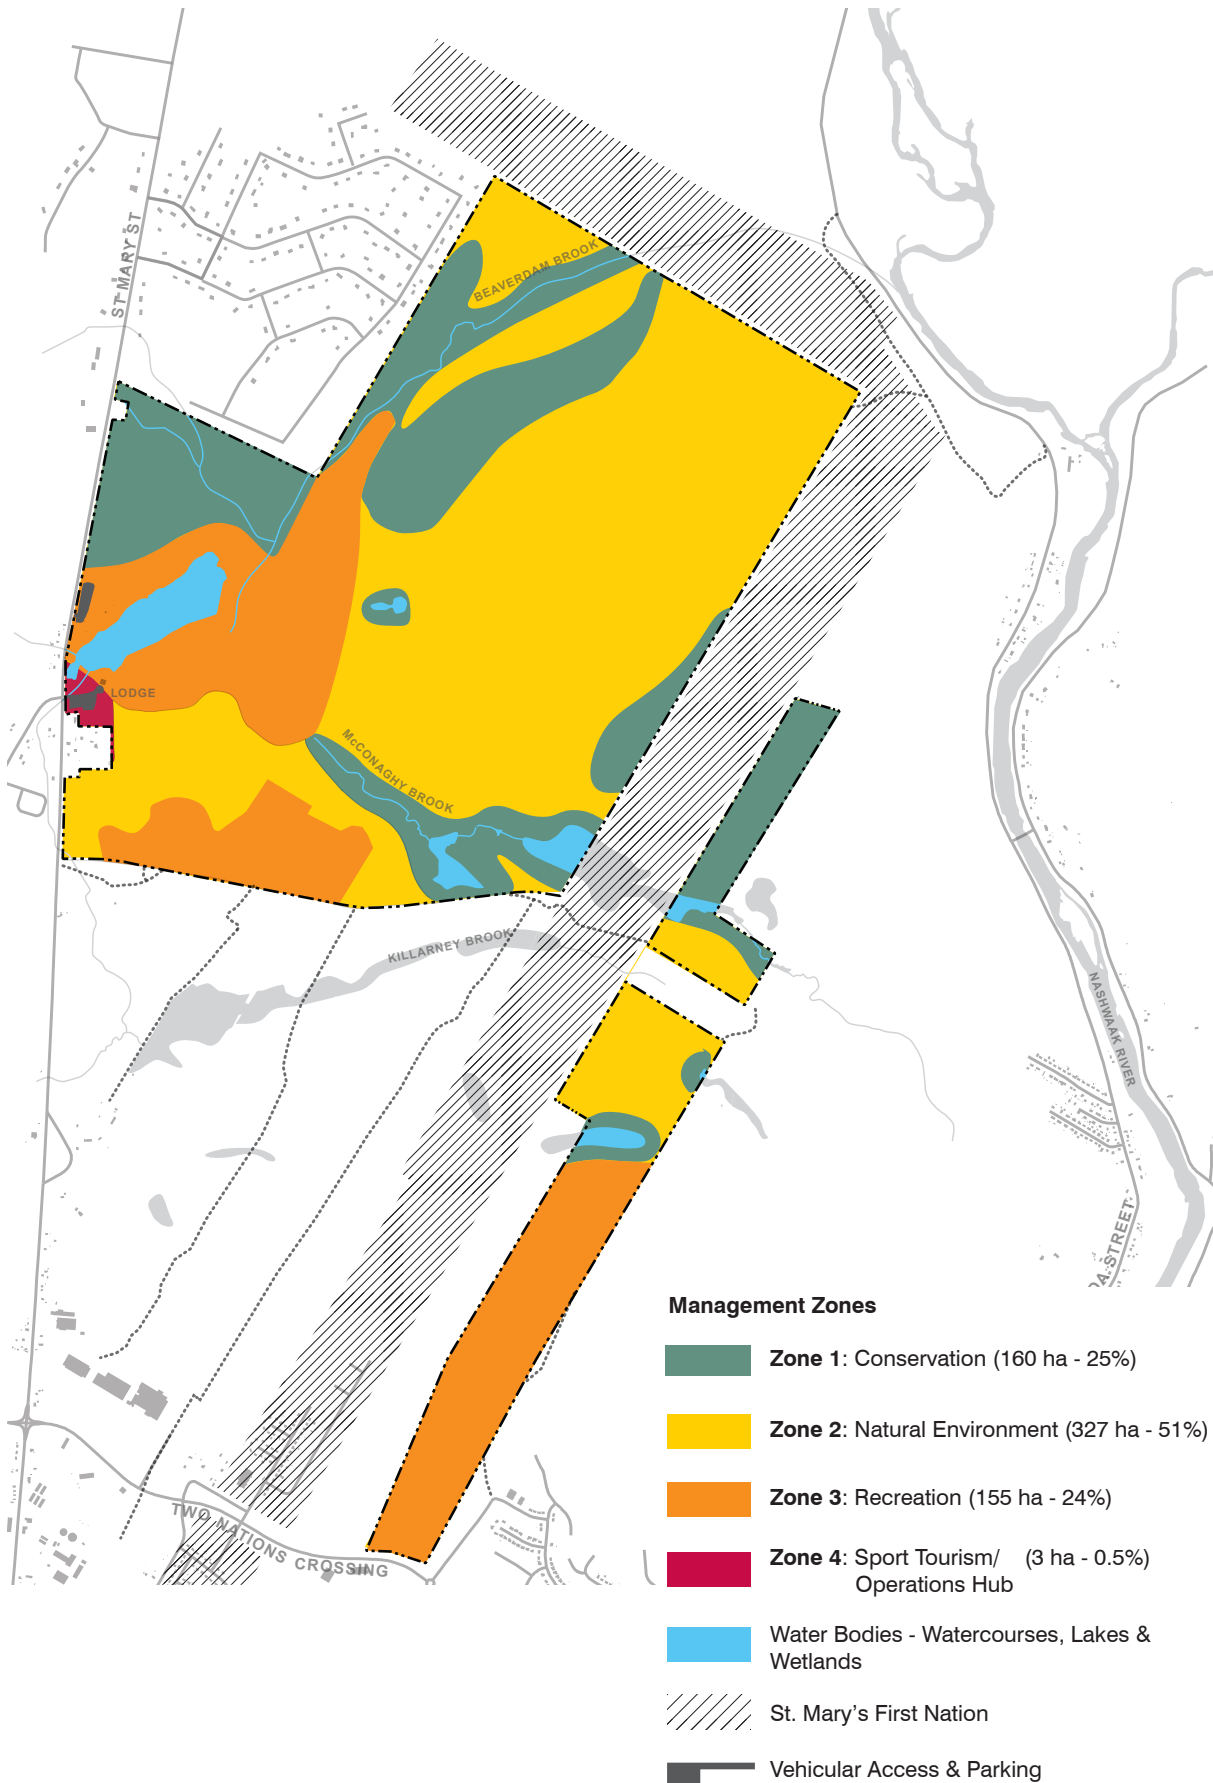 BEAVERDAM BROOK
ST MARY ST
LODGE
McCONAGHY BROOK
KILLARNEY BROOK
NASHWAAK RIVER
STREET
TWO NATIONS CROSSING
Management Zones
Zone 1: Conservation (160 ha - 25%)
Zone 2: Natural Environment (327 ha - 51%)
Zone 3: Recreation (155 ha - 24%)
Zone 4: Sport Tourism/ (3 ha - 0.5%)
Operations Hub
Water Bodies - Watercourses, Lakes &
Wetlands
St. Mary's First Nation
Vehicular Access & Parking